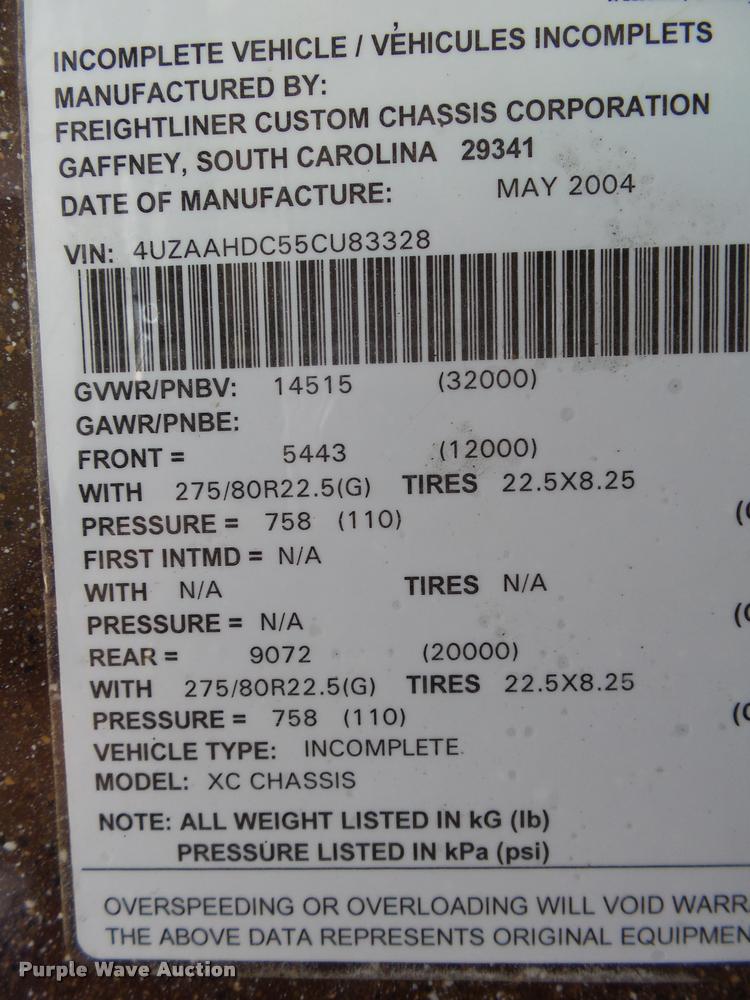 INCOMPLETE VEHICLE / VÉHICULES INCOMPLETS
MANUFACTURED BY:
FREIGHTLINER CUSTOM CHASSIS CORPORATION
GAFFNEY, SOUTH CAROLINA 29341
DATE OF MANUFACTURE: MAY 2004
VIN: 4UZAAHDC55CU83328
GVWR/PNBV: 14515 (32000)
GAWR/PNBE:
FRONT = 5443 (12000)
WITH 275/80R22.5(G) TIRES 22.5X8.25
PRESSURE = 758 (110)
FIRST INTMD = N/A
WITH N/A TIRES N/A
PRESSURE = N/A
REAR = 9072 (20000)
WITH 275/80R22.5(G) TIRES 22.5X8.25
PRESSURE = 758 (110)
VEHICLE TYPE: INCOMPLETE
MODEL: XC CHASSIS
NOTE: ALL WEIGHT LISTED IN kG (lb)
PRESSURE LISTED IN kPa (psi)
OVERSPEEDING OR OVERLOADING WILL VOID WARR
THE ABOVE DATA REPRESENTS ORIGINAL EQUIPMEN
Purple Wave Auction